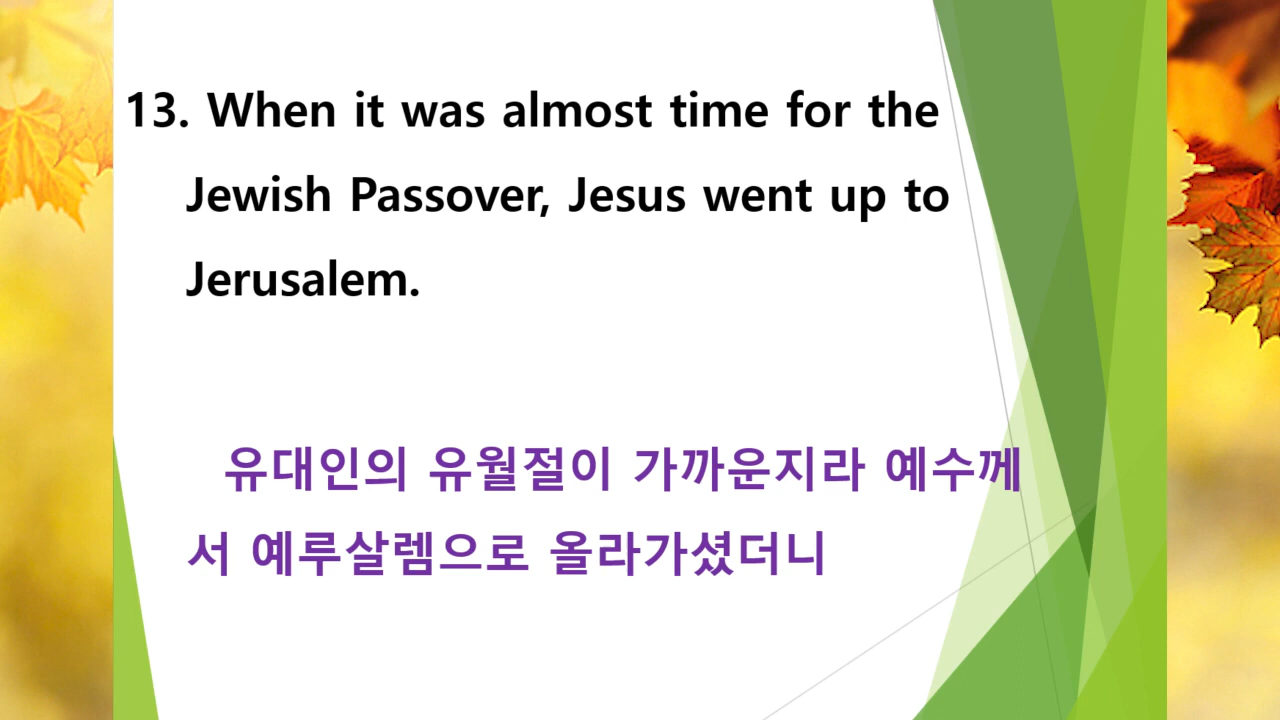 13. When it was almost time for the
Jewish Passover, Jesus went up to
Jerusalem.
유대인의 유월절이 가까운지라 예수께
서 예루살렘으로 올라가셨더니